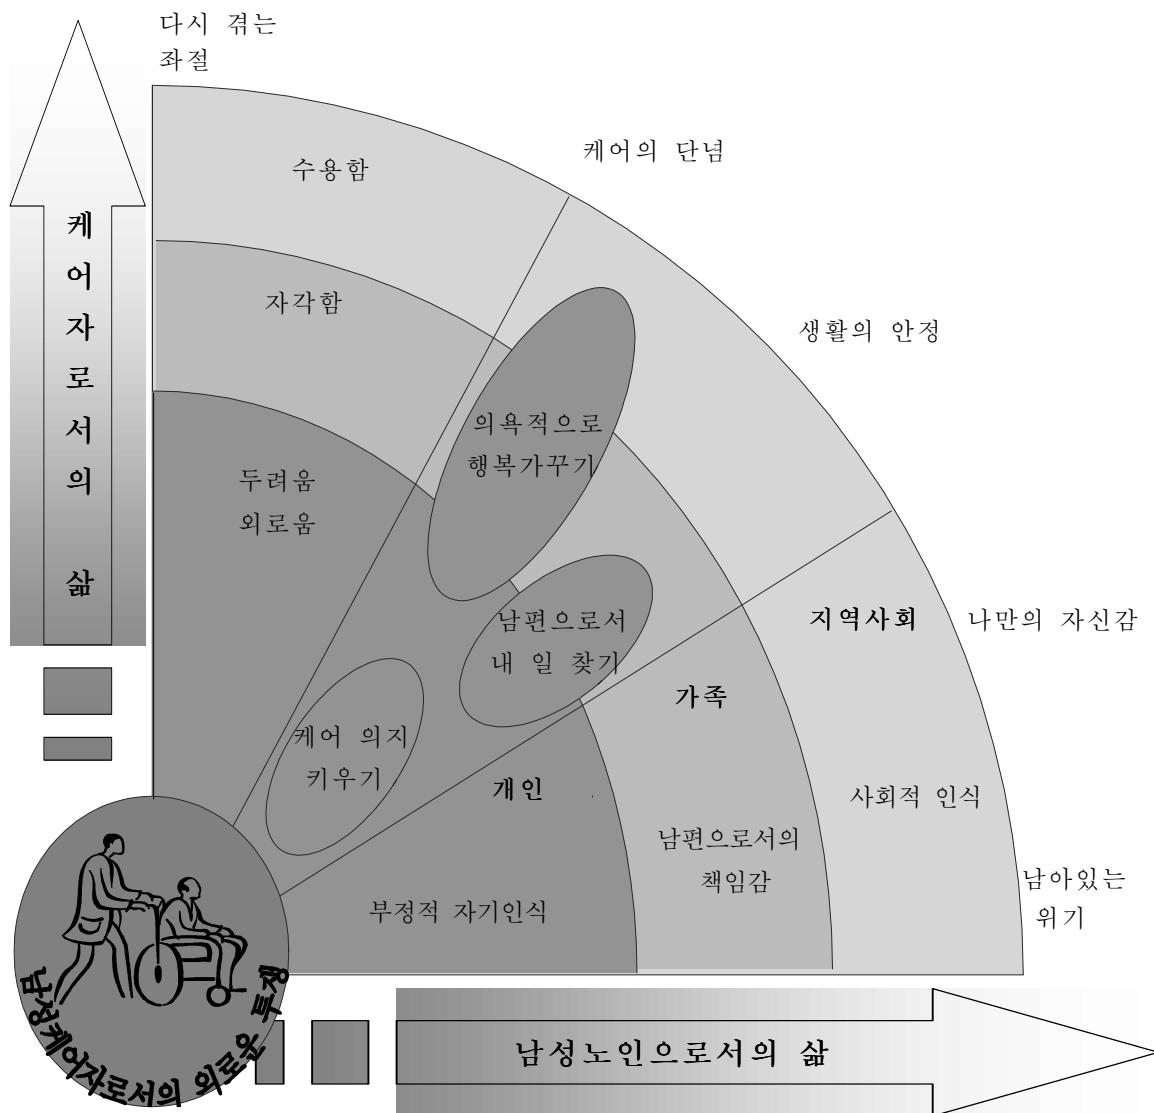 다시 겪는
좌절
케어의 단념
수용함
케어자로서의 삶
자각함
생활의 안정
의욕적으로
행복가꾸기
두려움
외로움
남편으로서
내 일 찾기
지역사회
나만의 자신감
가족
케어 의지
키우기
개인
사회적 인식
남편으로서의
책임감
남아있는
위기
부정적 자기인식
남성케어자로서의 외로운 투쟁
남성노인으로서의 삶